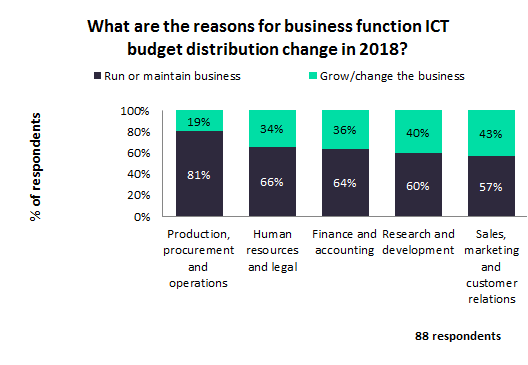 What are the reasons for business function ICT
budget distribution change in 2018?
Run or maintain business
Grow/change the business
% of respondents
100%
80%
60%
40%
20%
0%
19%
34%
36%
40%
43%
81%
66%
64%
60%
57%
Production,
procurement
and
operations
Human
resources
and legal
Finance and
accounting
Research and
development
Sales,
marketing
and
customer
relations
88 respondents